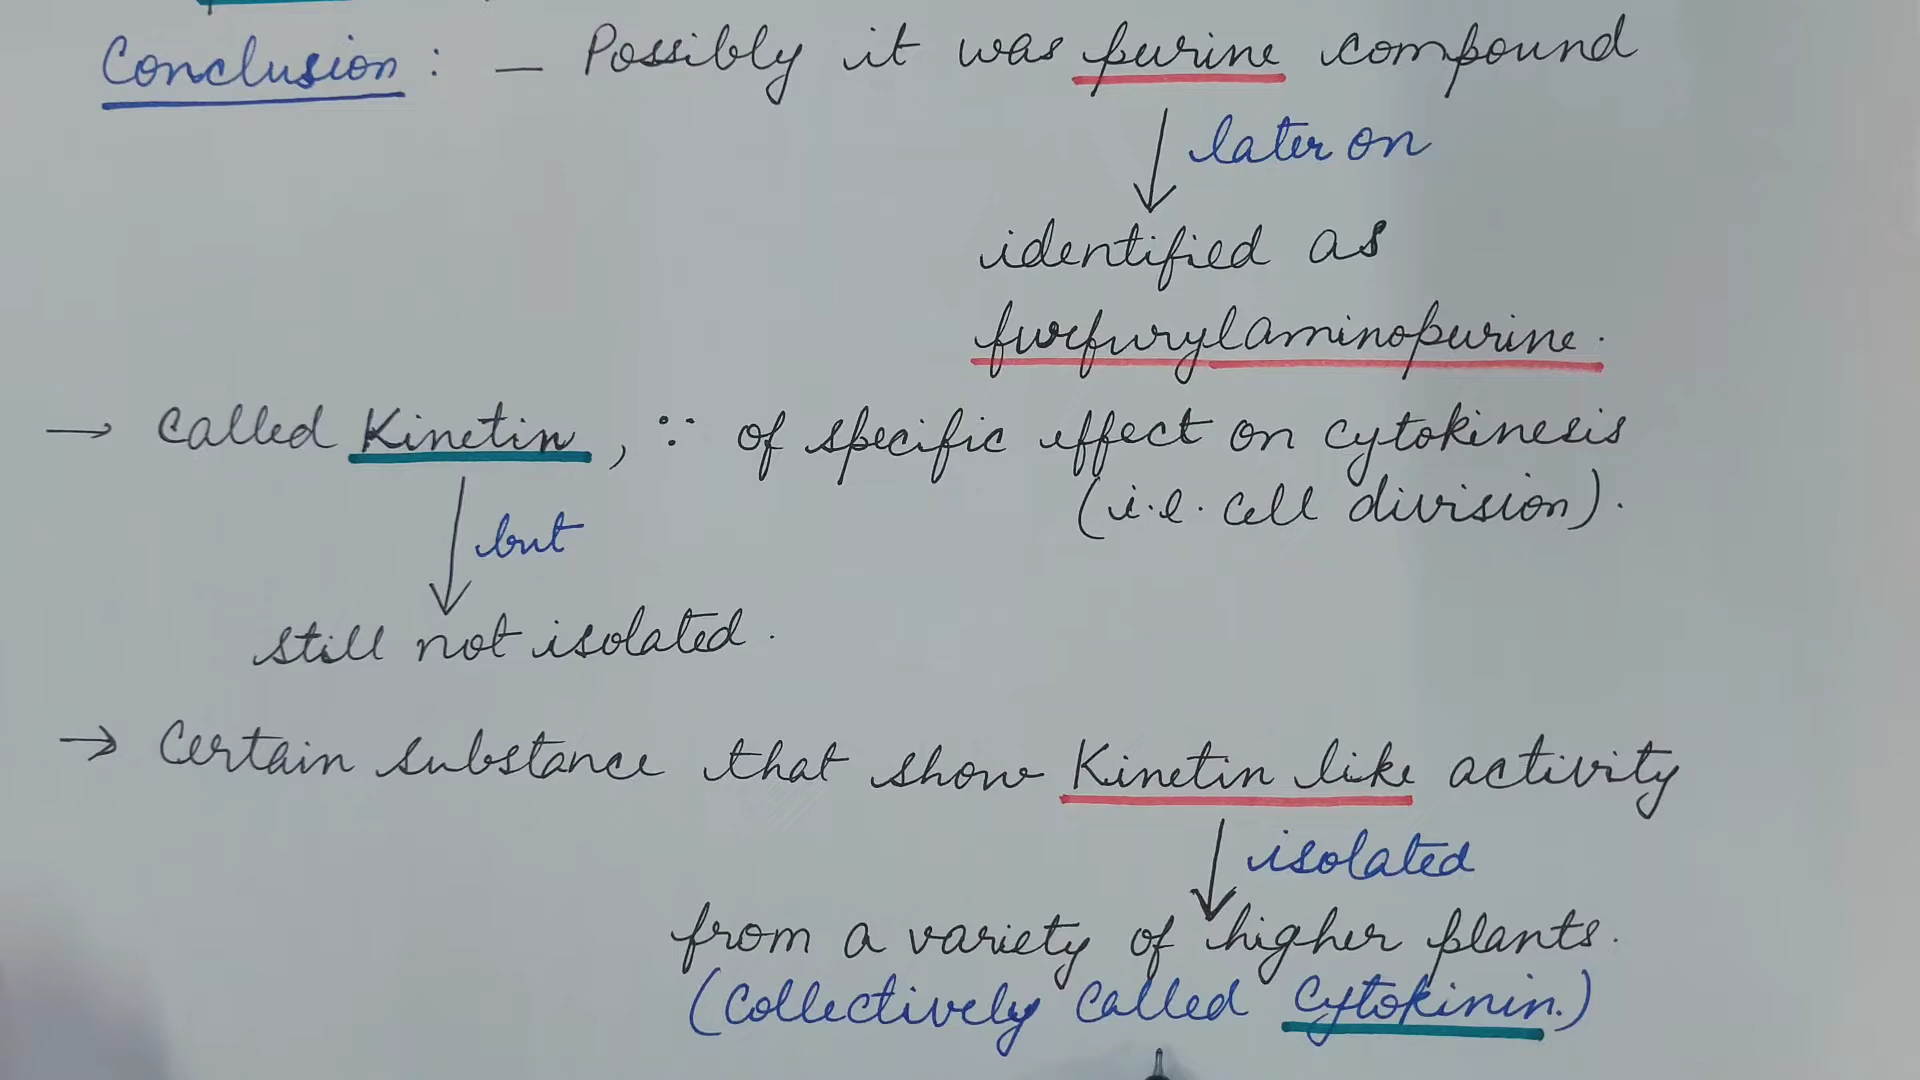 Conclusion : — Possibly it was purine compound
later on
identified as
furfurylaminopurine.
→ Called Kinetin, ∵ of specific effect on cytokinesis
(i.e. cell division).
but
still not isolated.
→ Certain substance that show Kinetin like activity
isolated
from a variety of higher plants.
(Collectively called Cytokinin.)